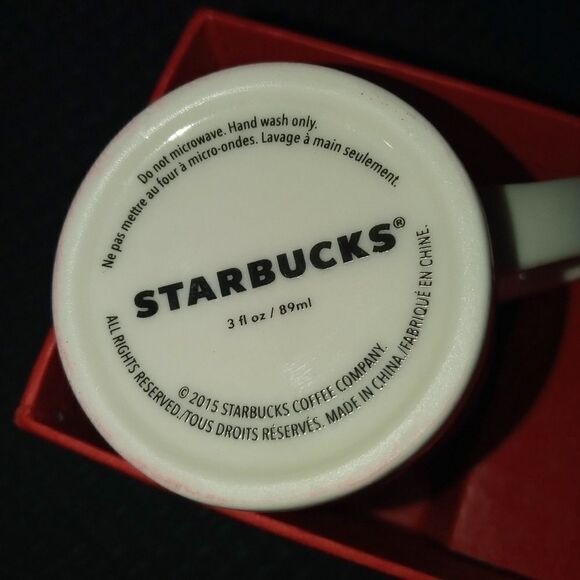 Do not microwave. Hand wash only.
Ne pas mettre au four à micro-ondes. Lavage à main seulement.
STARBUCKS®
3 fl oz / 89ml
© 2015 STARBUCKS COFFEE COMPANY.
ALL RIGHTS RESERVED./TOUS DROITS RÉSERVÉS. MADE IN CHINA./FABRIQUÉ EN CHINE.